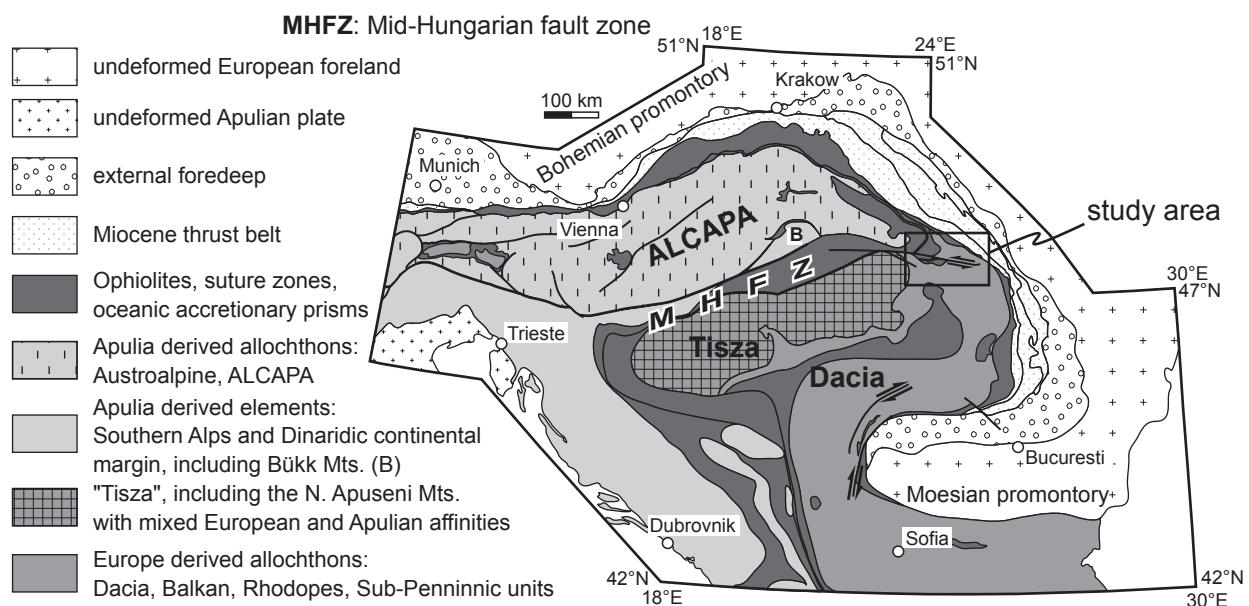 MHFZ: Mid-Hungarian fault zone
undeformed European foreland
undeformed Apulian plate
external foredeep
Miocene thrust belt
Ophiolites, suture zones,
oceanic accretionary prisms
Apulia derived allochthons:
Austroalpine, ALCAPA
Apulia derived elements:
Southern Alps and Dinaridic continental
margin, including Bükk Mts. (B)
"Tisza", including the N. Apuseni Mts.
with mixed European and Apulian affinities
Europe derived allochthons:
Dacia, Balkan, Rhodopes, Sub-Penninnic units
51°N
18°E
24°E
51°N
100 km
Krakow
Bohemian promontory
Munich
Vienna
ALCAPA
B
study area
M H F Z
30°E
47°N
Trieste
Tisza
Dacia
Bucuresti
Moesian promontory
Dubrovnik
Sofia
42°N
18°E
42°N
30°E